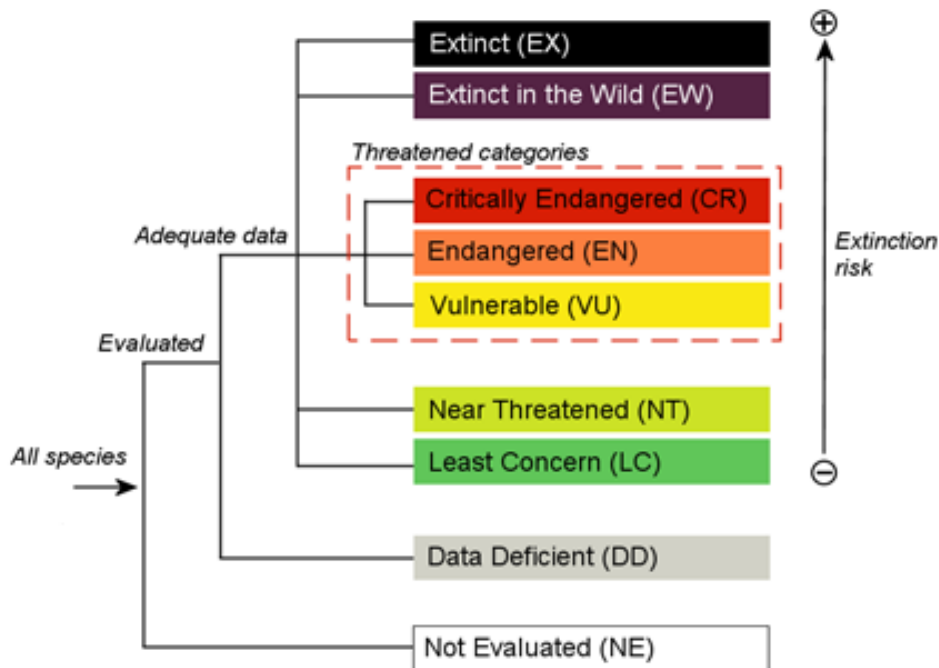 Extinct (EX)
Extinct in the Wild (EW)
Threatened categories
Critically Endangered (CR)
Adequate data
Endangered (EN)
Extinction
risk
Vulnerable (VU)
Evaluated
Near Threatened (NT)
All species
Least Concern (LC)
Data Deficient (DD)
Not Evaluated (NE)